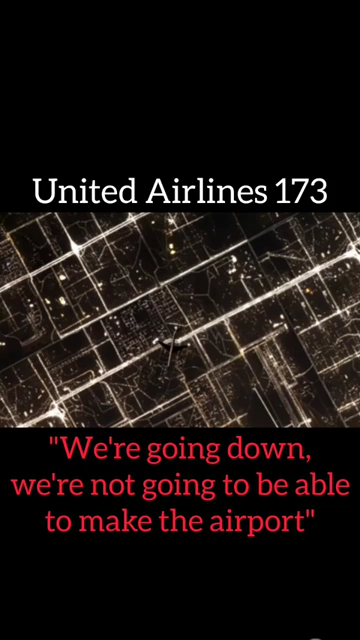 United Airlines 173
"We're going down,
we're not going to be able
to make the airport"